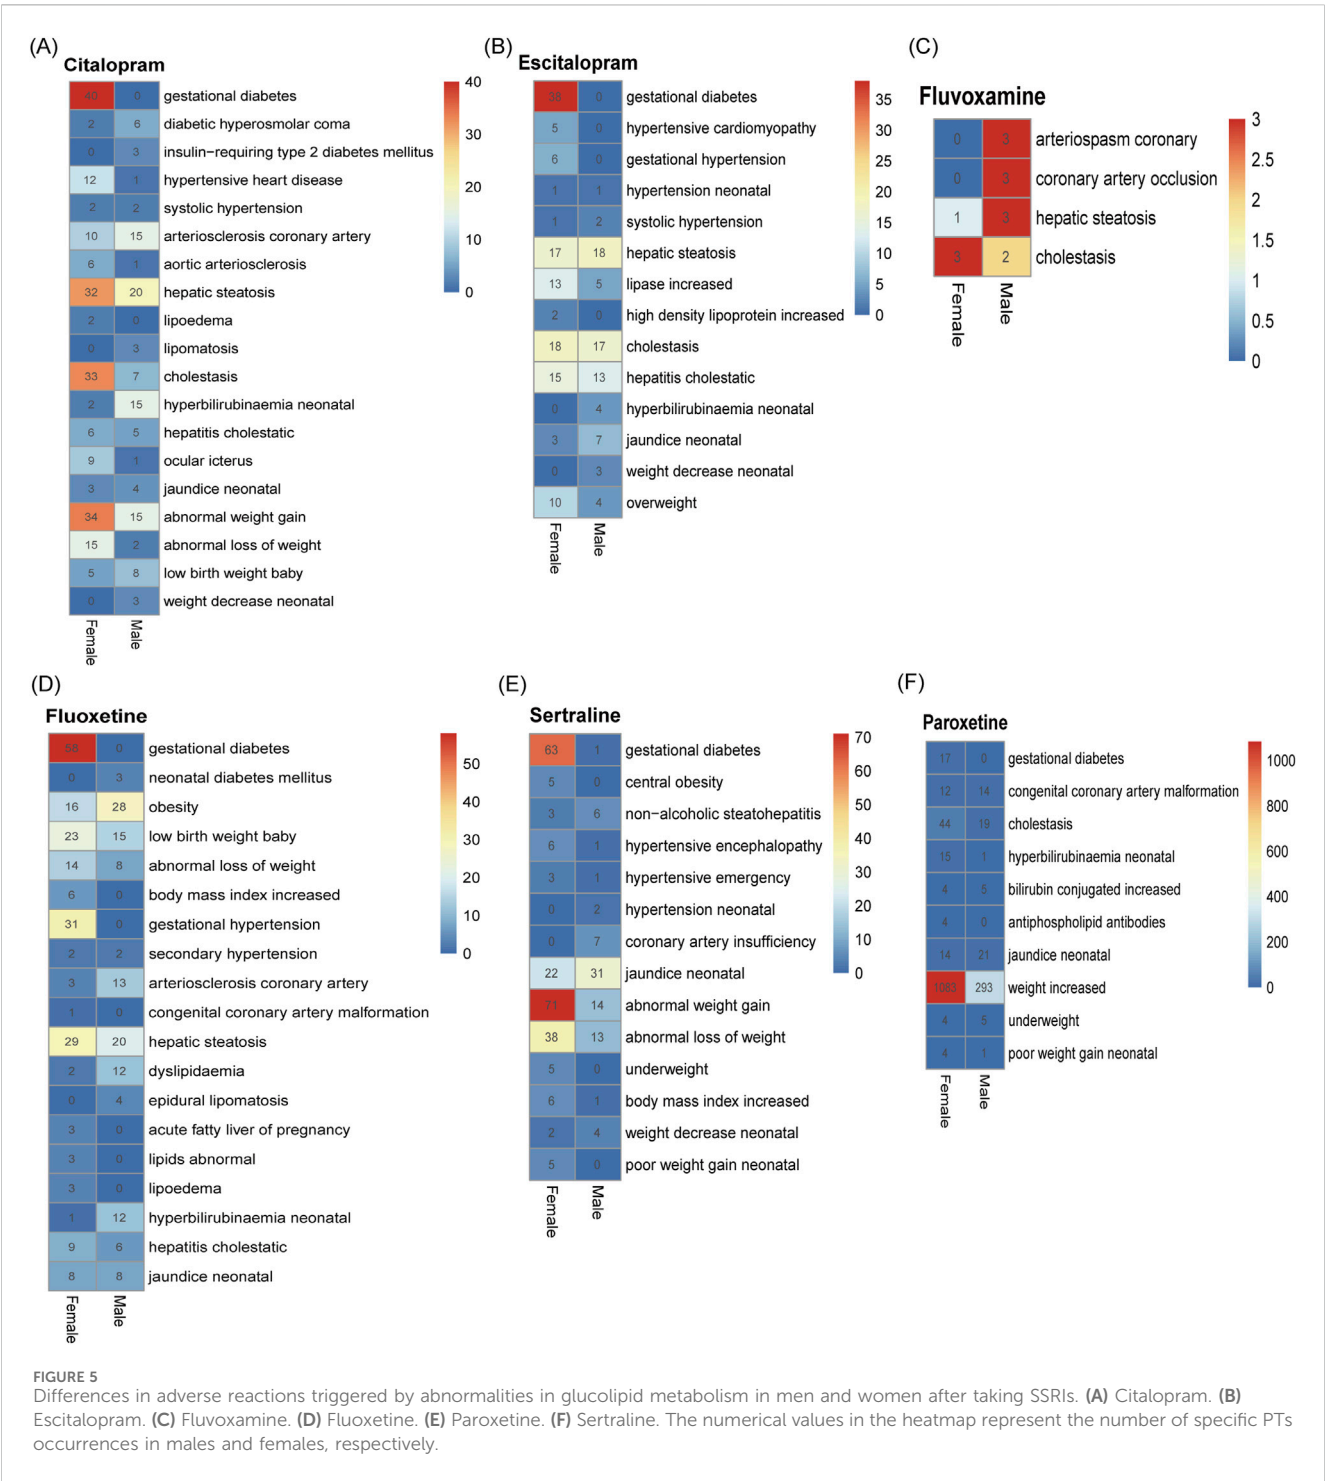 (A)
Citalopram
40 0 gestational diabetes
2 6 diabetic hyperosmolar coma
0 3 insulin−requiring type 2 diabetes mellitus
12 1 hypertensive heart disease
2 2 systolic hypertension
10 15 arteriosclerosis coronary artery
6 1 aortic arteriosclerosis
32 20 hepatic steatosis
2 0 lipoedema
0 3 lipomatosis
33 7 cholestasis
2 15 hyperbilirubinaemia neonatal
6 5 hepatitis cholestatic
9 1 ocular icterus
3 4 jaundice neonatal
34 15 abnormal weight gain
15 2 abnormal loss of weight
5 8 low birth weight baby
0 3 weight decrease neonatal
Female Male
40
30
20
10
0
(B)
Escitalopram
38 0 gestational diabetes
5 0 hypertensive cardiomyopathy
6 0 gestational hypertension
1 1 hypertension neonatal
1 2 systolic hypertension
17 18 hepatic steatosis
13 5 lipase increased
2 0 high density lipoprotein increased
18 17 cholestasis
15 13 hepatitis cholestatic
0 4 hyperbilirubinaemia neonatal
3 7 jaundice neonatal
0 3 weight decrease neonatal
10 4 overweight
Female Male
35
30
25
20
15
10
5
0
(C)
Fluvoxamine
0 3 arteriospasm coronary
0 3 coronary artery occlusion
1 3 hepatic steatosis
3 2 cholestasis
Female Male
3
2.5
2
1.5
1
0.5
0
(D)
Fluoxetine
58 0 gestational diabetes
0 3 neonatal diabetes mellitus
16 28 obesity
23 15 low birth weight baby
14 8 abnormal loss of weight
6 0 body mass index increased
31 0 gestational hypertension
2 2 secondary hypertension
3 13 arteriosclerosis coronary artery
1 0 congenital coronary artery malformation
29 20 hepatic steatosis
2 12 dyslipidaemia
0 4 epidural lipomatosis
3 0 acute fatty liver of pregnancy
3 0 lipids abnormal
3 0 lipoedema
1 12 hyperbilirubinaemia neonatal
9 6 hepatitis cholestatic
8 8 jaundice neonatal
Female Male
50
40
30
20
10
0
(E)
Sertraline
63 1 gestational diabetes
5 0 central obesity
3 6 non−alcoholic steatohepatitis
6 1 hypertensive encephalopathy
3 1 hypertensive emergency
0 2 hypertension neonatal
0 7 coronary artery insufficiency
22 31 jaundice neonatal
71 14 abnormal weight gain
38 13 abnormal loss of weight
5 0 underweight
6 1 body mass index increased
2 4 weight decrease neonatal
5 0 poor weight gain neonatal
Female Male
70
60
50
40
30
20
10
0
(F)
Paroxetine
17 0 gestational diabetes
12 14 congenital coronary artery malformation
44 19 cholestasis
15 1 hyperbilirubinaemia neonatal
4 5 bilirubin conjugated increased
4 0 antiphospholipid antibodies
14 21 jaundice neonatal
1083 293 weight increased
4 5 underweight
4 1 poor weight gain neonatal
Female Male
1000
800
600
400
200
0
FIGURE 5
Differences in adverse reactions triggered by abnormalities in glucolipid metabolism in men and women after taking SSRIs. (A) Citalopram. (B)
Escitalopram. (C) Fluvoxamine. (D) Fluoxetine. (E) Paroxetine. (F) Sertraline. The numerical values in the heatmap represent the number of specific PTs
occurrences in males and females, respectively.